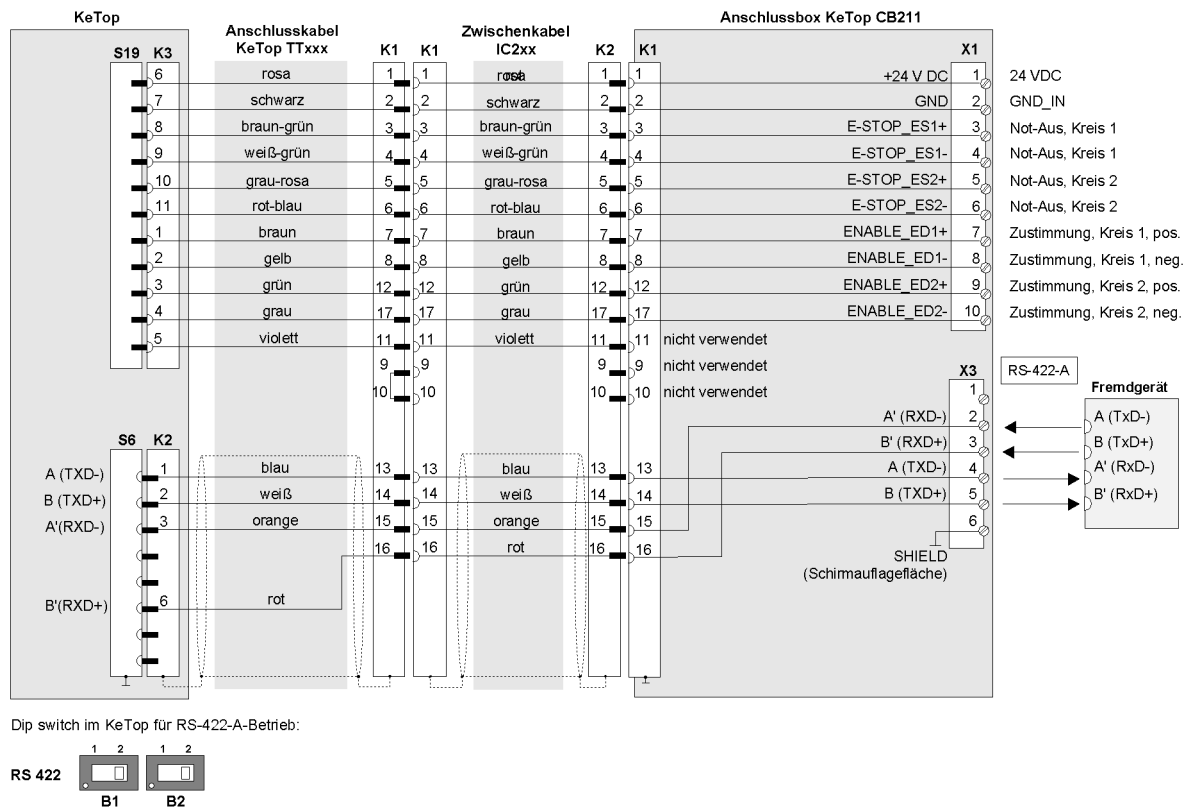 KeTop
Anschlusskabel
KeTop TTxxx
Zwischenkabel
IC2xx
Anschlussbox KeTop CB211
S19 K3 K1 K1 K2 K1 X1
6 rosa 1 1 rosa 1 1 +24 V DC 1 24 VDC
7 schwarz 2 2 schwarz 2 2 GND 2 GND_IN
8 braun-grün 3 3 braun-grün 3 3 E-STOP_ES1+ 3 Not-Aus, Kreis 1
9 weiß-grün 4 4 weiß-grün 4 4 E-STOP_ES1- 4 Not-Aus, Kreis 1
10 grau-rosa 5 5 grau-rosa 5 5 E-STOP_ES2+ 5 Not-Aus, Kreis 2
11 rot-blau 6 6 rot-blau 6 6 E-STOP_ES2- 6 Not-Aus, Kreis 2
1 braun 7 7 braun 7 7 ENABLE_ED1+ 7 Zustimmung, Kreis 1, pos.
2 gelb 8 8 gelb 8 8 ENABLE_ED1- 8 Zustimmung, Kreis 1, neg.
3 grün 12 12 grün 12 12 ENABLE_ED2+ 9 Zustimmung, Kreis 2, pos.
4 grau 17 17 grau 17 17 ENABLE_ED2- 10 Zustimmung, Kreis 2, neg.
5 violett 11 11 violett 11 11 nicht verwendet
9 9 9 9 nicht verwendet
10 10 10 10 nicht verwendet
X3
RS-422-A
Fremdgerät
1
A' (RXD-) 2 A (TxD-)
B' (RXD+) 3 B (TxD+)
S6 K2
A (TXD-) 1 blau 13 13 blau 13 13 A (TXD-) 4 A' (RxD-)
B (TXD+) 2 weiß 14 14 weiß 14 14 B (TXD+) 5 B' (RxD+)
A'(RXD-) 3 orange 15 15 orange 15 15 6
16 16 rot 16 16
SHIELD
(Schirmauflagefläche)
B'(RXD+) 6 rot
Dip switch im KeTop für RS-422-A-Betrieb:
1 2 1 2
RS 422
B1 B2